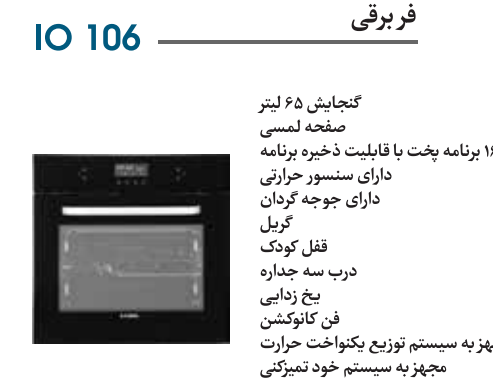 فر برقی
IO 106
گنجایش ۶۵ لیتر
صفحه لمسی
برنامه پخت با قابلیت ذخیره برنامه
دارای سنسور حرارتی
دارای جوجه گردان
گریل
قفل کودک
درب سه جداره
یخ زدایی
فن کانوکشن
به سیستم توزیع یکنواخت حرارت
مجهز به سیستم خود تمیزکنی